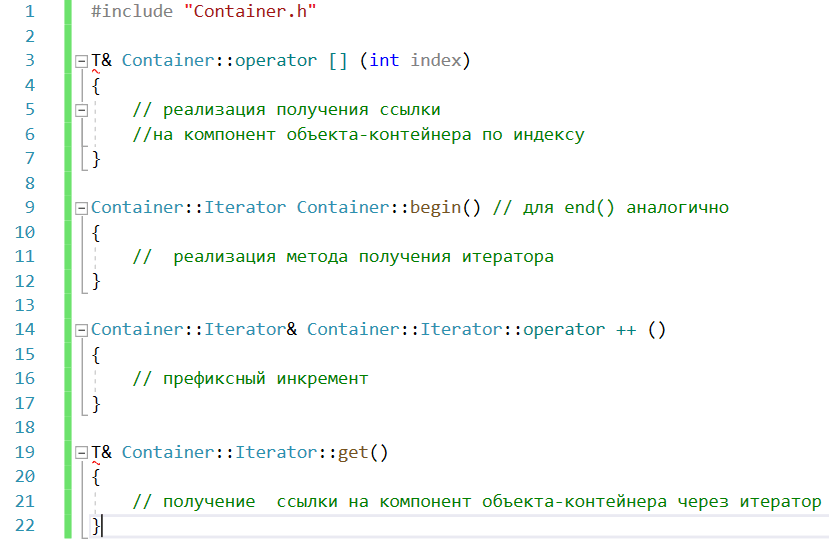 1 #include "Container.h"
2
3 T& Container::operator [] (int index)
4 {
5 // реализация получения ссылки
6 //на компонент объекта-контейнера по индексу
7 }
8
9 Container::Iterator Container::begin() // для end() аналогично
10 {
11 //  реализация метода получения итератора
12 }
13
14 Container::Iterator& Container::Iterator::operator ++ ()
15 {
16 // префиксный инкремент
17 }
18
19 T& Container::Iterator::get()
20 {
21 // получение  ссылки на компонент объекта-контейнера через итератор
22 }